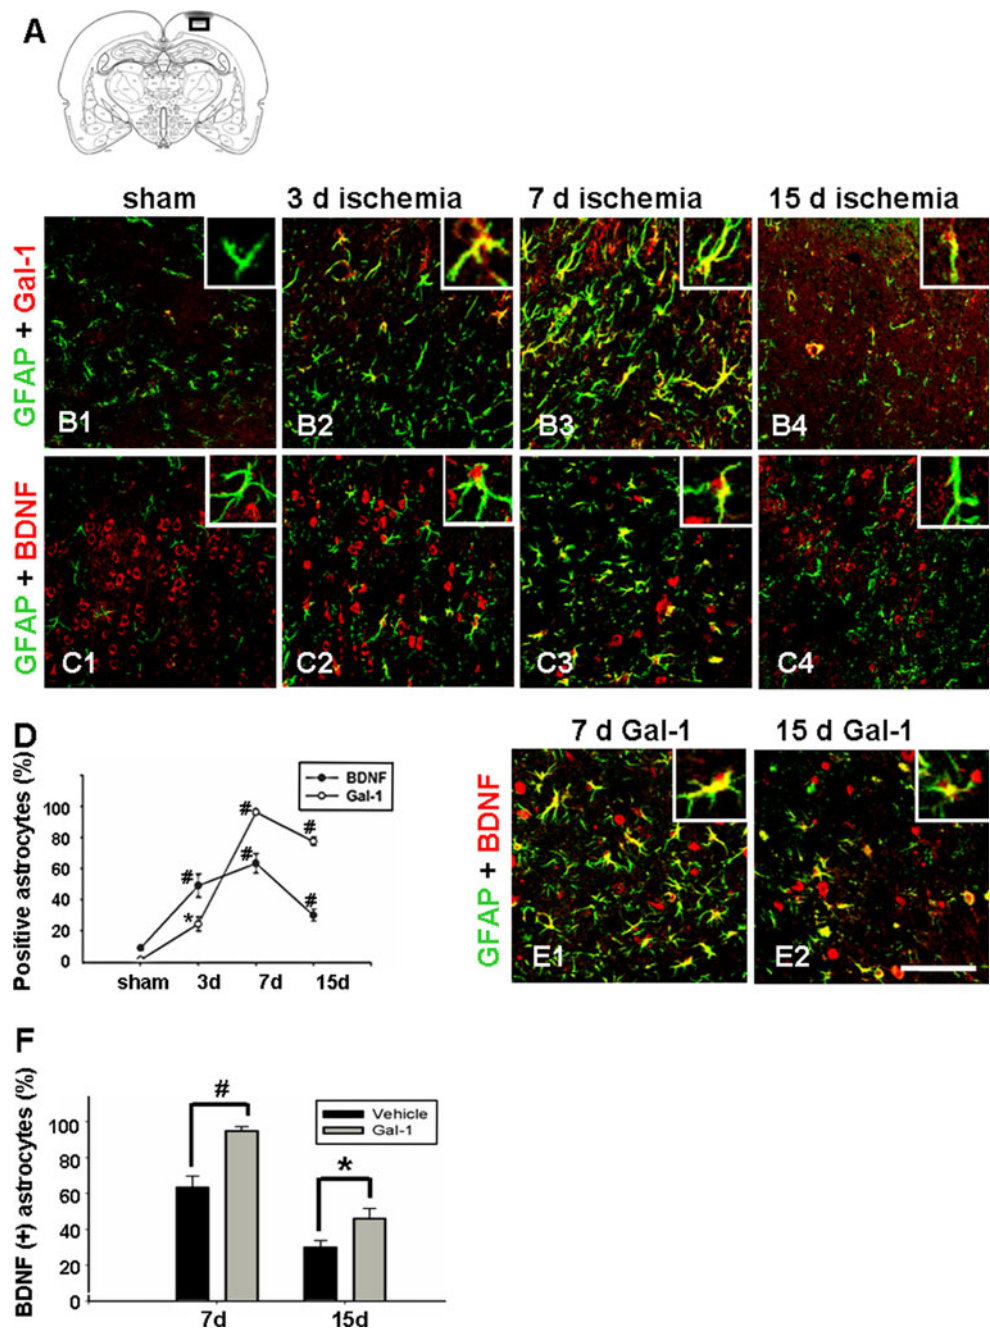 A
sham
3 d ischemia
7 d ischemia
15 d ischemia
GFAP + Gal-1
B1
B2
B3
B4
GFAP + BDNF
C1
C2
C3
C4
D
Positive astrocytes (%)
100
80
60
40
20
0
BDNF
Gal-1
#
*
#
#
#
#
sham
3d
7d
15d
7 d Gal-1
15 d Gal-1
GFAP + BDNF
E1
E2
F
BDNF (+) astrocytes (%)
100
80
60
40
20
0
#
*
Vehicle
Gal-1
7d
15d